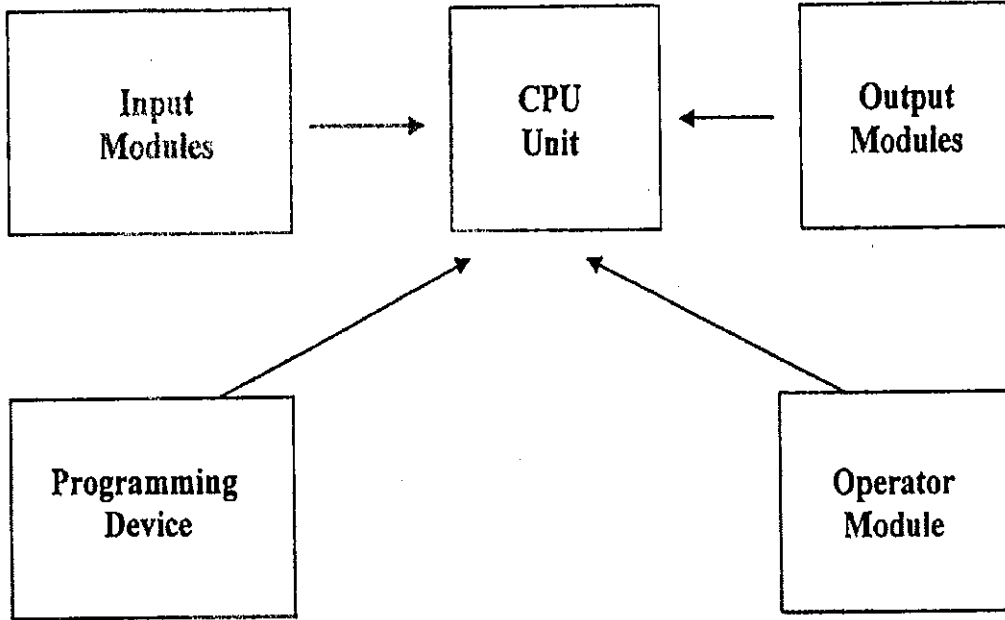 Input
Modules
CPU
Unit
Output
Modules
Programming
Device
Operator
Module